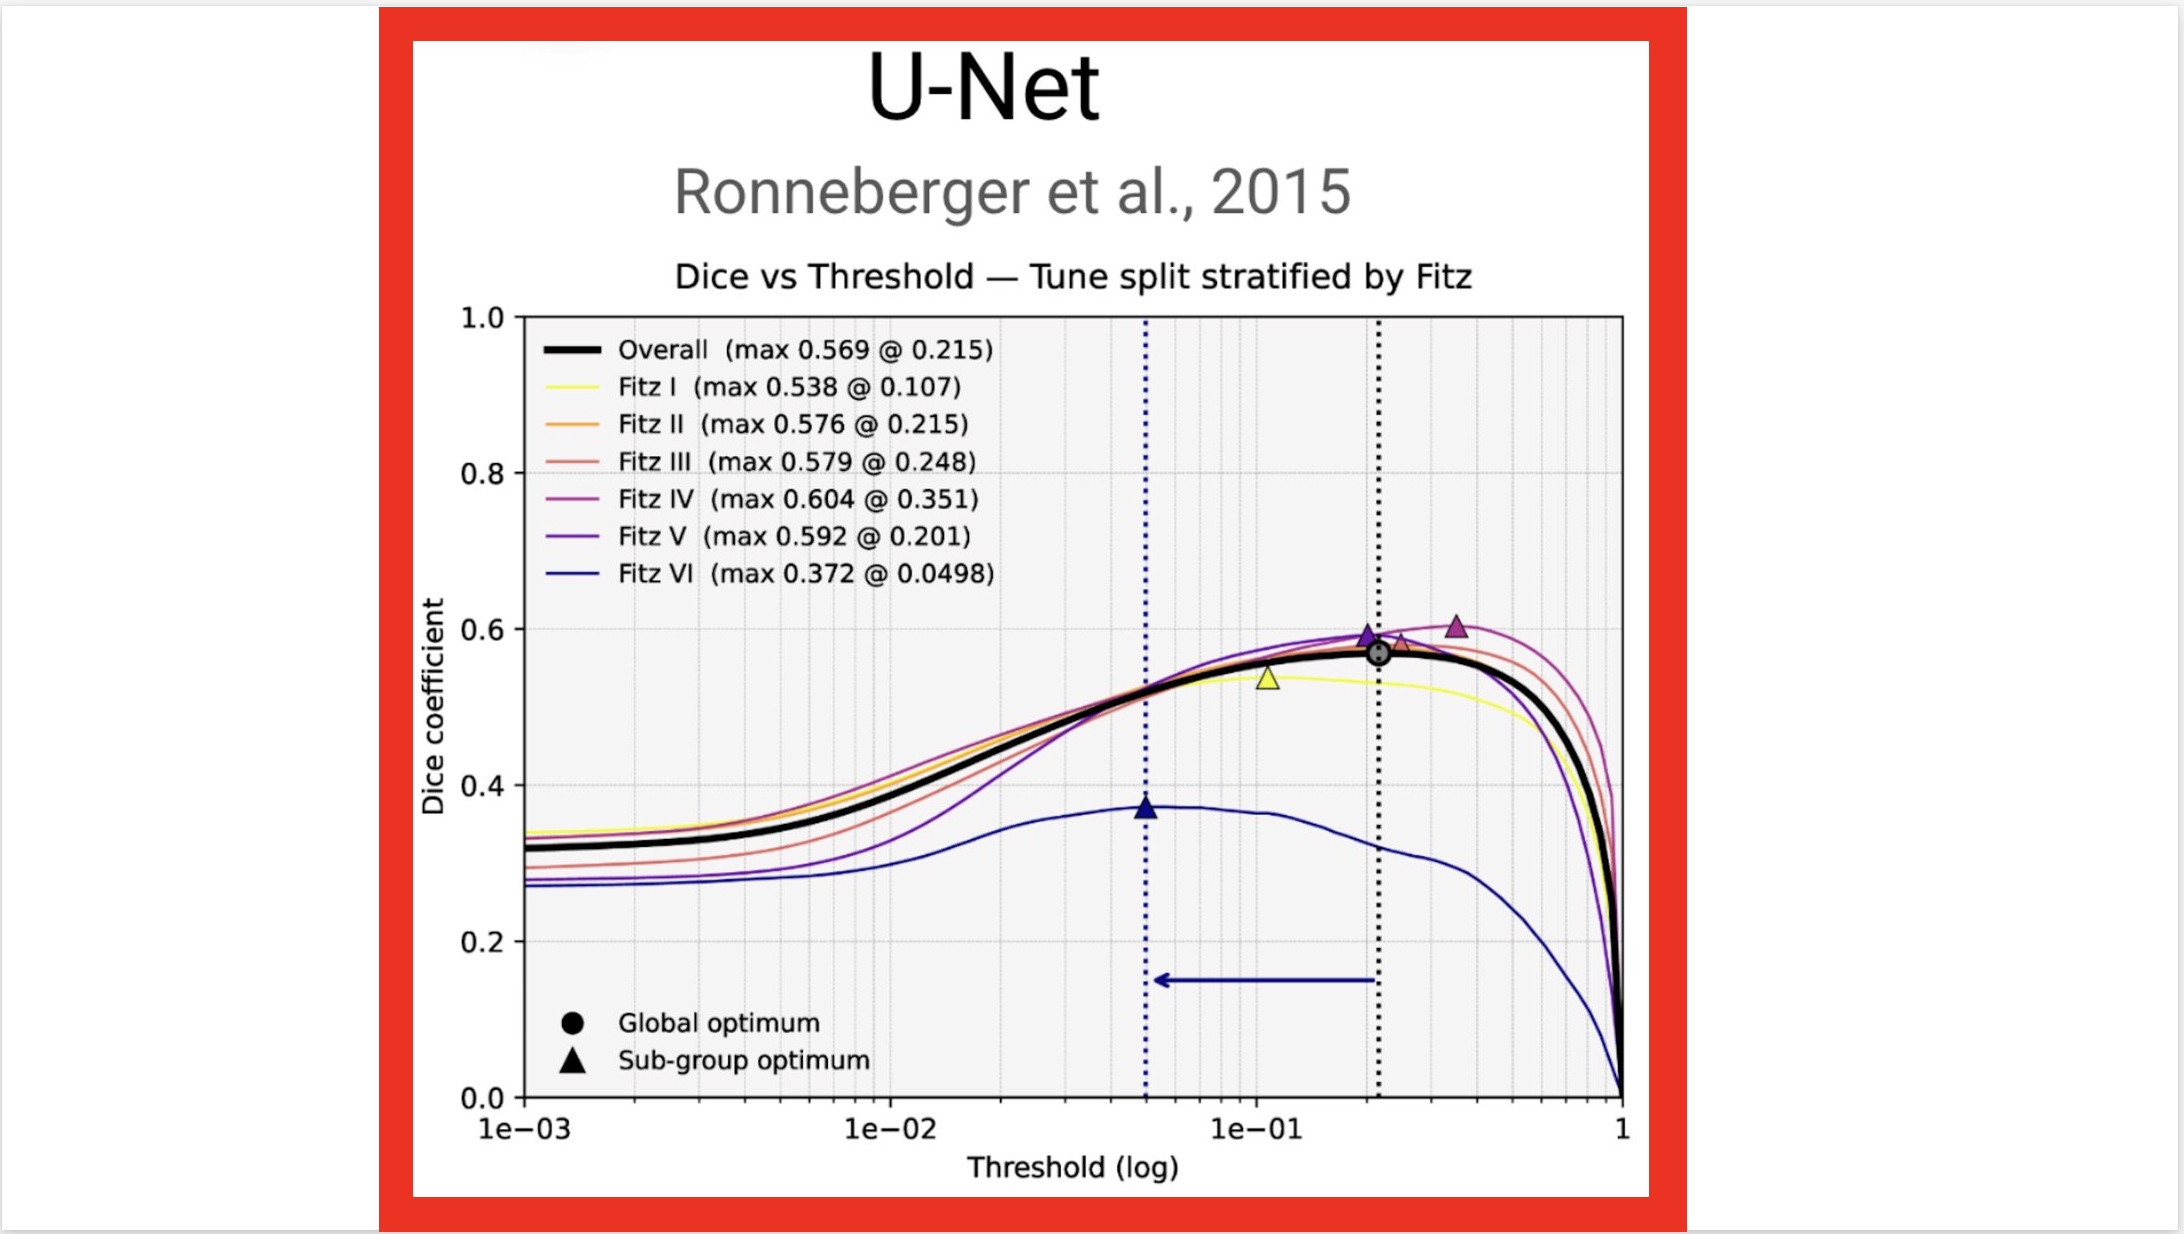 U-Net
Ronneberger et al., 2015
Dice vs Threshold — Tune split stratified by Fitz
1.0
0.8
0.6
0.4
0.2
0.0
Dice coefficient
Overall (max 0.569 @ 0.215)
Fitz I (max 0.538 @ 0.107)
Fitz II (max 0.576 @ 0.215)
Fitz III (max 0.579 @ 0.248)
Fitz IV (max 0.604 @ 0.351)
Fitz V (max 0.592 @ 0.201)
Fitz VI (max 0.372 @ 0.0498)
Global optimum
Sub-group optimum
1e−03 1e−02 1e−01 1
Threshold (log)